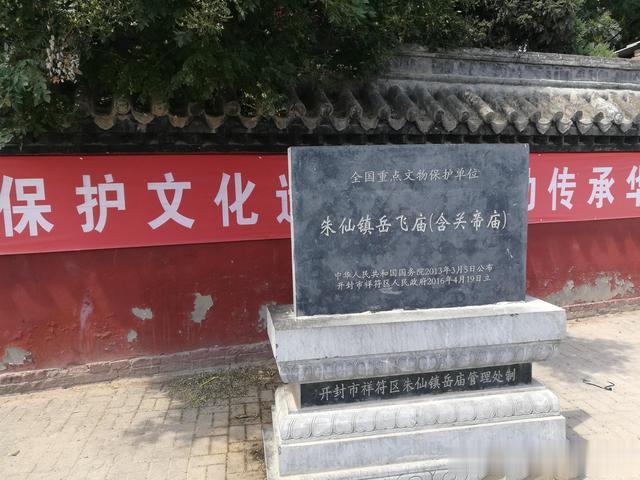 保护文化
传承华
全国重点文物保护单位
朱仙镇岳飞庙(含关帝庙)
中华人民共和国国务院2013年3月5日公布
开封市祥符区人民政府2016年4月19日立
开封市祥符区朱仙镇岳庙管理处制